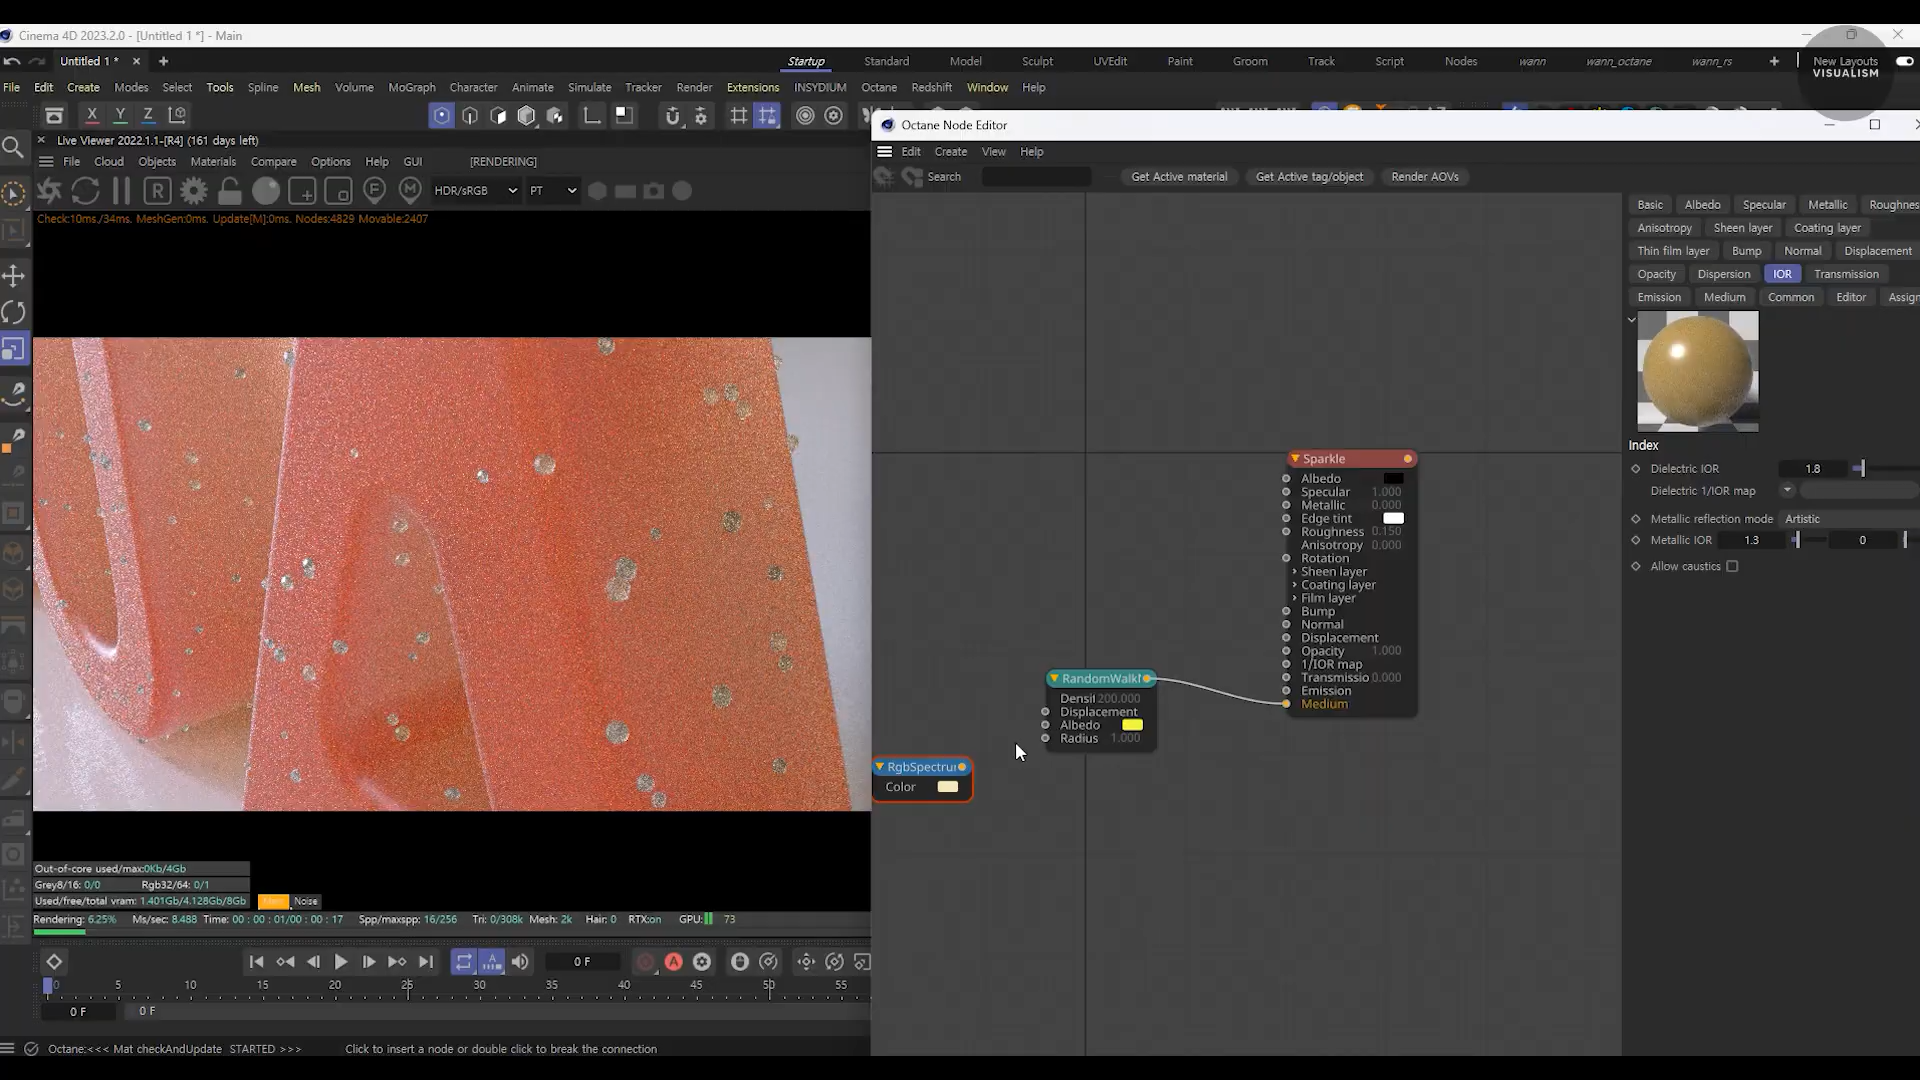 Cinema 4D 2023.2.0 - [Untitled 1 *] - Main
Untitled 1 *
Startup Standard Model Sculpt UVEdit Paint Groom Track Script Nodes wann wann_octane wann_rs New Layouts
VISUALISM
File Edit Create Modes Select Tools Spline Mesh Volume MoGraph Character Animate Simulate Tracker Render Extensions INSYDIUM Octane Redshift Window Help
X Y Z
Live Viewer 2022.1.1-[R4] (161 days left)
File Cloud Objects Materials Compare Options Help GUI [RENDERING]
R F M HDR/sRGB PT
Check:10ms./34ms. MeshGen:0ms. Update[M]:0ms. Nodes:4829 Movable:2407
Octane Node Editor
Edit Create View Help
Search Get Active material Get Active tag/object Render AOVs
Basic Albedo Specular Metallic Roughnes
Anisotropy Sheen layer Coating layer
Thin film layer Bump Normal Displacement
Opacity Dispersion IOR Transmission
Emission Medium Common Editor Assign
Index
Dielectric IOR 1.8
Dielectric 1/IOR map
Metallic reflection mode Artistic
Metallic IOR 1.3 0
Allow caustics
Sparkle
Albedo
Specular 1.000
Metallic 0.000
Edge tint
Roughness 0.150
Anisotropy 0.000
Rotation
Sheen layer
Coating layer
Film layer
Bump
Normal
Displacement
Opacity 1.000
1/IOR map
Transmissio 0.000
Emission
Medium
RandomWalkM
Densit 200.000
Displacement
Albedo
Radius 1.000
RgbSpectrum
Color
Out-of-core used/max:0Kb/4Gb
Grey8/16: 0/0 Rgb32/64: 0/1
Used/free/total vram: 1.401Gb/4.128Gb/8Gb Noise
Rendering: 6.25% Ms/sec: 8.488 Time: 00 : 00 : 01/00 : 00 : 17 Spp/maxspp: 16/256 Tri: 0/308k Mesh: 2k Hair: 0 RTX:on GPU: 73
0 F
0 5 10 15 20 25 30 35 40 45 50 55
0 F 0 F
Octane:<<< Mat checkAndUpdate STARTED >>> Click to insert a node or double click to break the connection